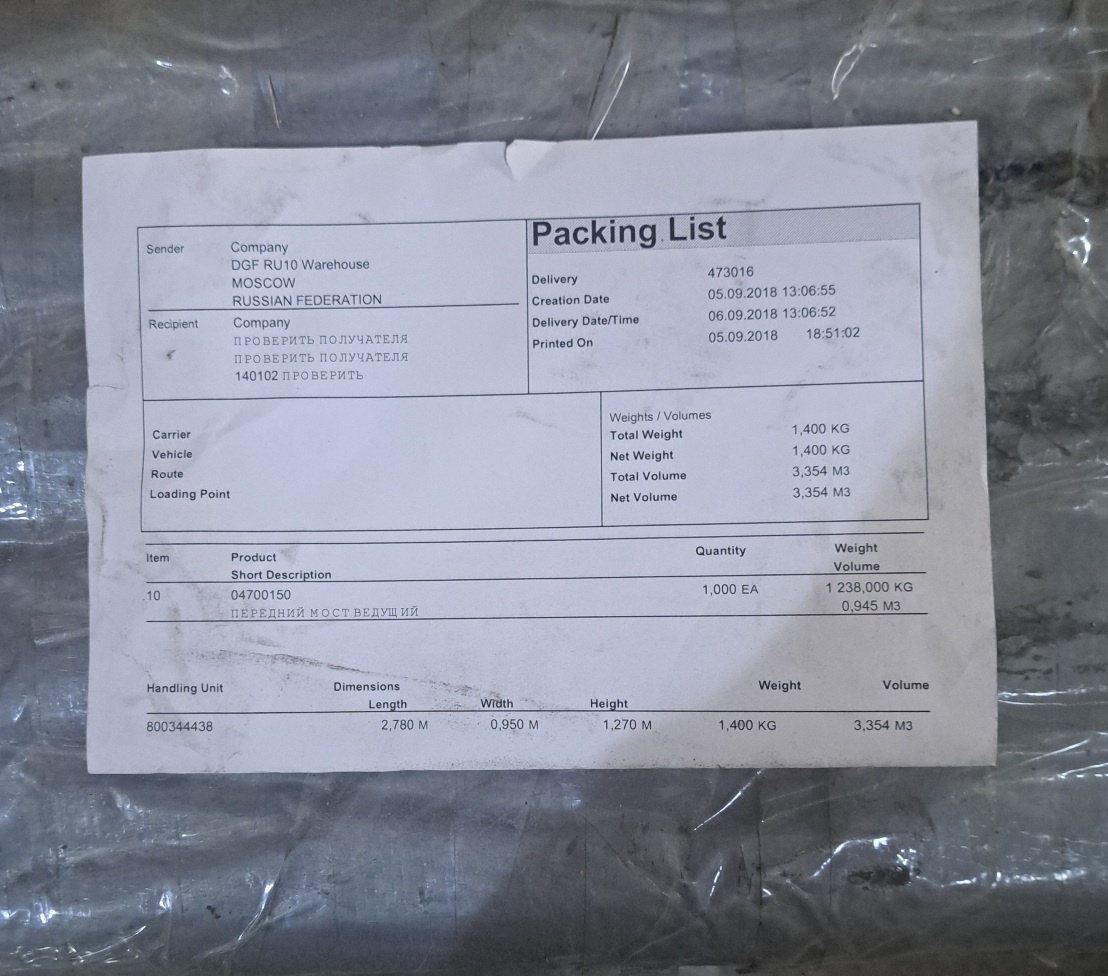 Packing List
Sender Company
DGF RU10 Warehouse
MOSCOW
RUSSIAN FEDERATION
Recipient Company
ПРОВЕРИТЬ ПОЛУЧАТЕЛЯ
ПРОВЕРИТЬ ПОЛУЧАТЕЛЯ
140102 ПРОВЕРИТЬ
Delivery 473016
Creation Date 05.09.2018 13:06:55
Delivery Date/Time 06.09.2018 13:06:52
Printed On 05.09.2018 18:51:02
Carrier
Vehicle
Route
Loading Point
Weights / Volumes
Total Weight 1,400 KG
Net Weight 1,400 KG
Total Volume 3,354 M3
Net Volume 3,354 M3
Item Product Quantity Weight
Short Description Volume
10 04700150 1,000 EA 1 238,000 KG
ПЕРЕДНИЙ МОСТ ВЕДУЩИЙ 0,945 M3
Handling Unit Dimensions Weight Volume
Length Width Height
800344438 2,780 M 0,950 M 1,270 M 1,400 KG 3,354 M3